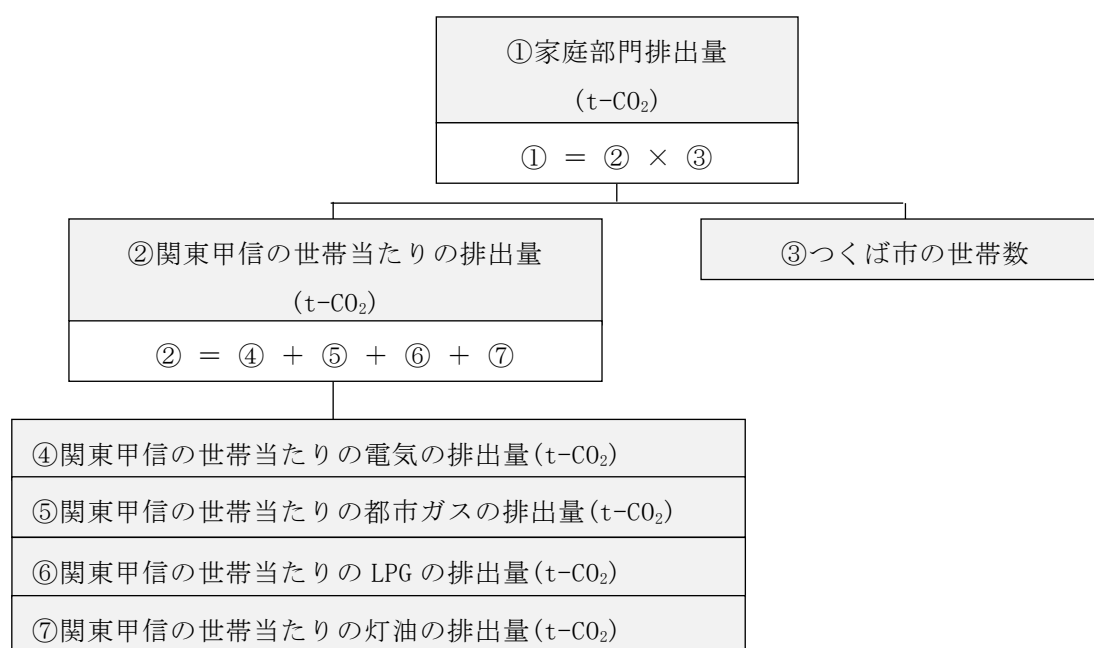 ①家庭部門排出量
(t-CO₂)
① = ② × ③
②関東甲信の世帯当たりの排出量
(t-CO₂)
② = ④ + ⑤ + ⑥ + ⑦
③つくば市の世帯数
④関東甲信の世帯当たりの電気の排出量(t-CO₂)
⑤関東甲信の世帯当たりの都市ガスの排出量(t-CO₂)
⑥関東甲信の世帯当たりの LPG の排出量(t-CO₂)
⑦関東甲信の世帯当たりの灯油の排出量(t-CO₂)